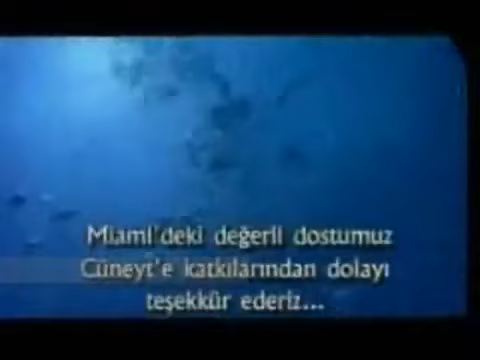 Miami'deki değerli dostumuz
Cüneyt'e katkılarından dolayı
teşekkür ederiz...